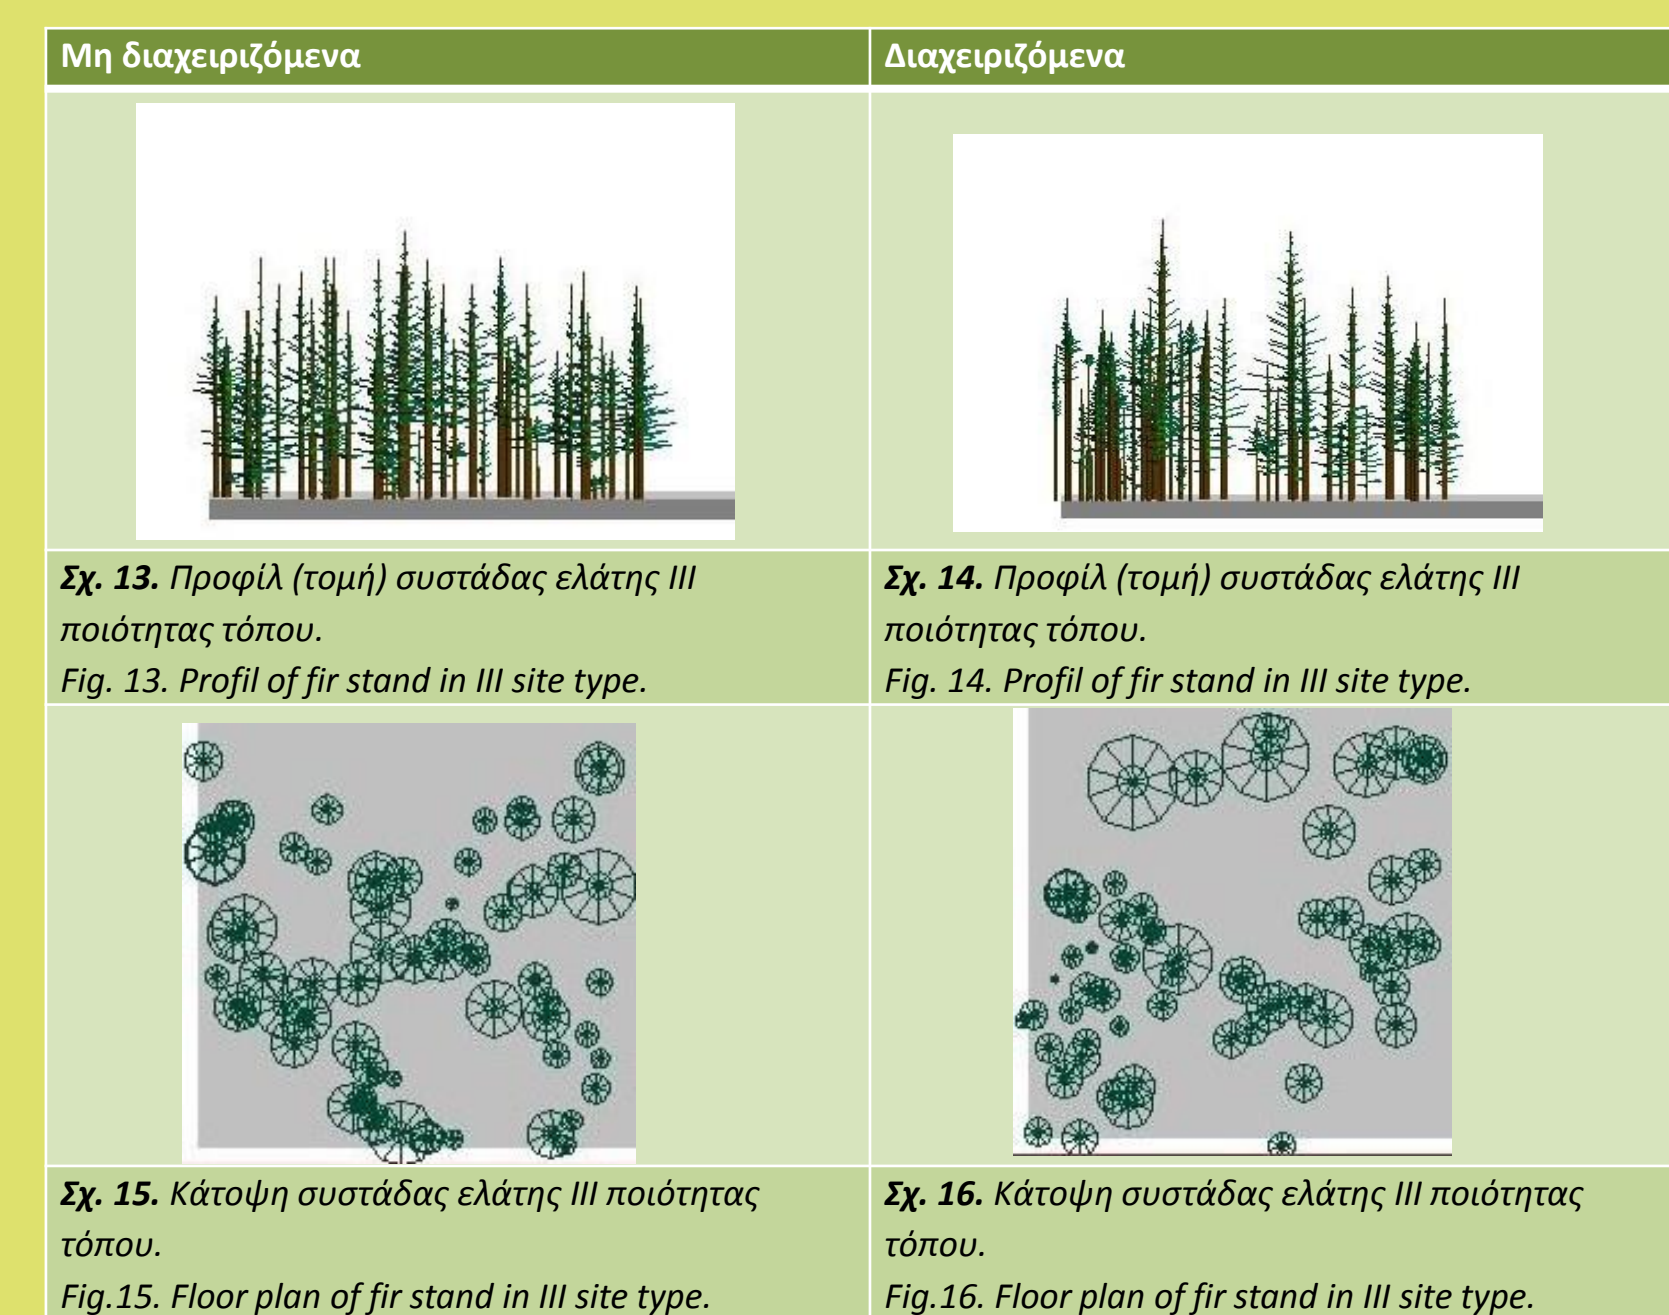 Μη διαχειριζόμενα
Διαχειριζόμενα
Σχ. 13. Προφίλ (τομή) συστάδας ελάτης III
ποιότητας τόπου.
Fig. 13. Profil of fir stand in III site type.
Σχ. 14. Προφίλ (τομή) συστάδας ελάτης III
ποιότητας τόπου.
Fig. 14. Profil of fir stand in III site type.
Σχ. 15. Κάτοψη συστάδας ελάτης III ποιότητας
τόπου.
Fig.15. Floor plan of fir stand in III site type.
Σχ. 16. Κάτοψη συστάδας ελάτης III ποιότητας
τόπου.
Fig.16. Floor plan of fir stand in III site type.